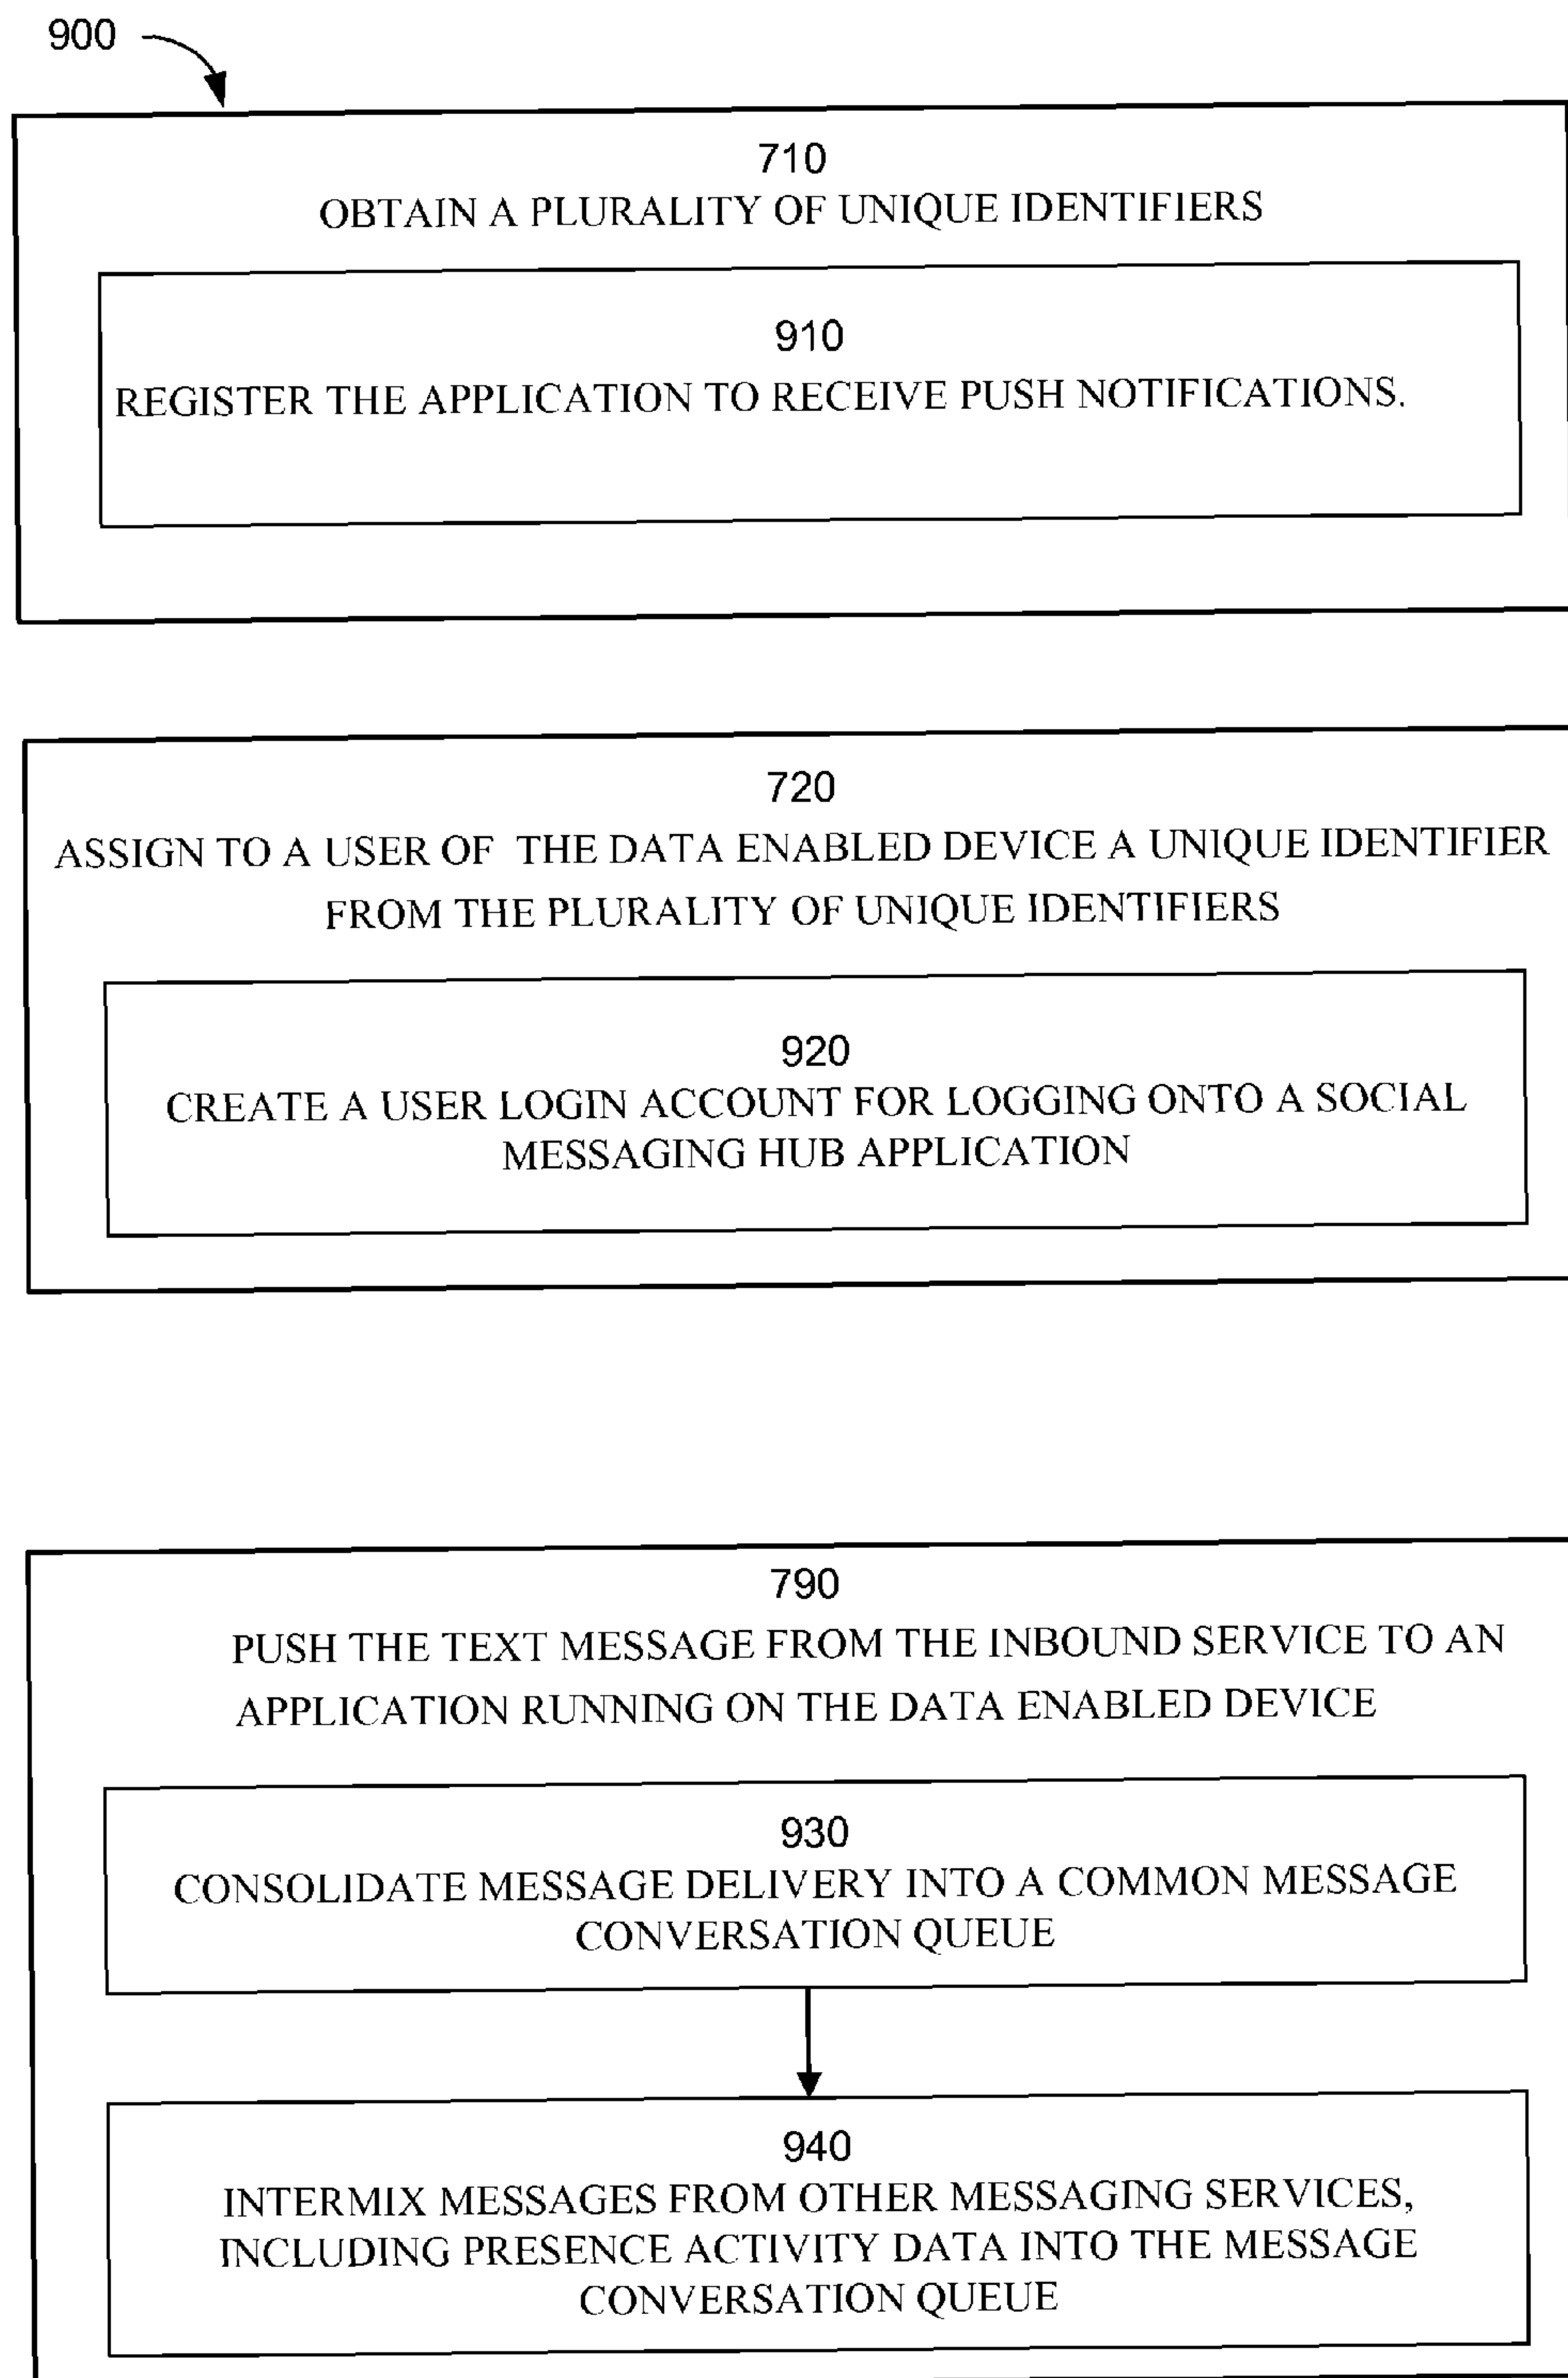 900
710
OBTAIN A PLURALITY OF UNIQUE IDENTIFIERS
910
REGISTER THE APPLICATION TO RECEIVE PUSH NOTIFICATIONS.
720
ASSIGN TO A USER OF THE DATA ENABLED DEVICE A UNIQUE IDENTIFIER
FROM THE PLURALITY OF UNIQUE IDENTIFIERS
920
CREATE A USER LOGIN ACCOUNT FOR LOGGING ONTO A SOCIAL
MESSAGING HUB APPLICATION
790
PUSH THE TEXT MESSAGE FROM THE INBOUND SERVICE TO AN
APPLICATION RUNNING ON THE DATA ENABLED DEVICE
930
CONSOLIDATE MESSAGE DELIVERY INTO A COMMON MESSAGE
CONVERSATION QUEUE
940
INTERMIX MESSAGES FROM OTHER MESSAGING SERVICES,
INCLUDING PRESENCE ACTIVITY DATA INTO THE MESSAGE
CONVERSATION QUEUE